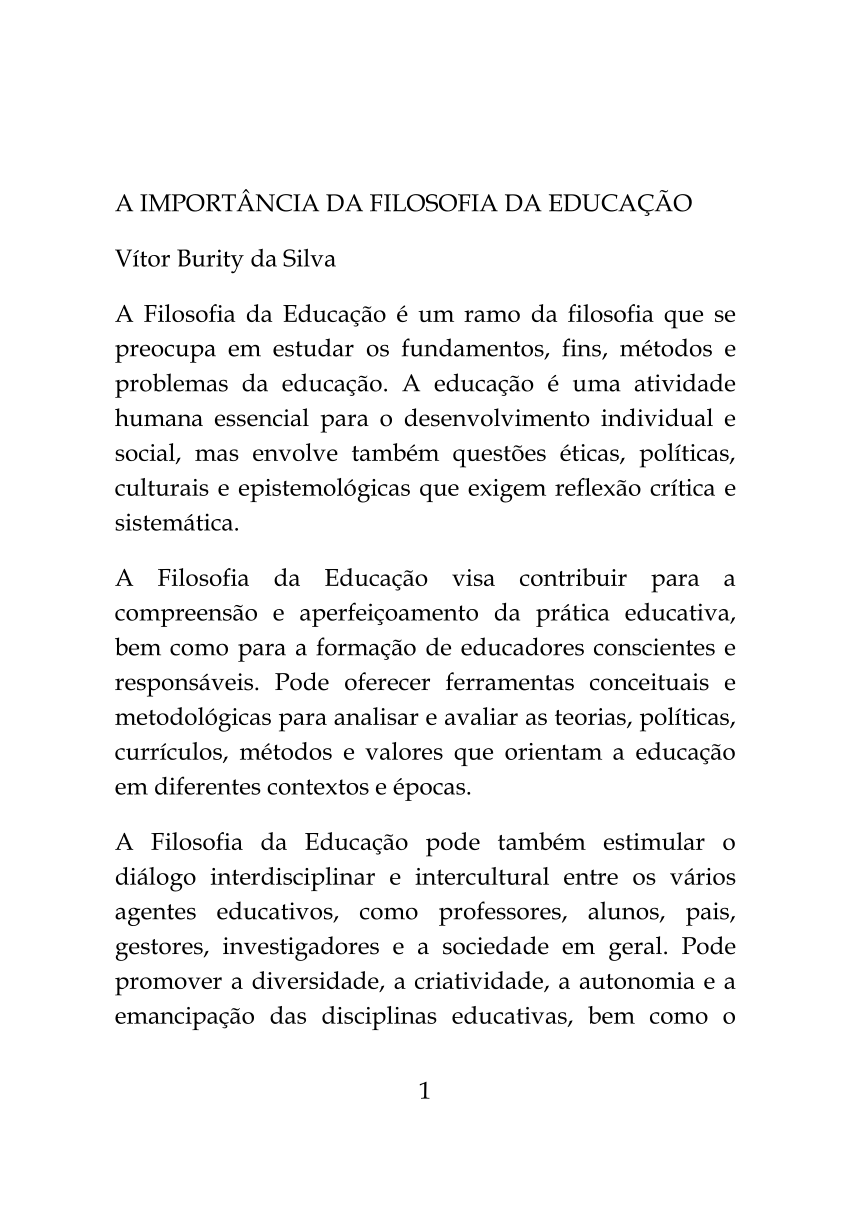 A IMPORTÂNCIA DA FILOSOFIA DA EDUCAÇÃO
Vítor Burity da Silva
A Filosofia da Educação é um ramo da filosofia que se
preocupa em estudar os fundamentos, fins, métodos e
problemas da educação. A educação é uma atividade
humana essencial para o desenvolvimento individual e
social, mas envolve também questões éticas, políticas,
culturais e epistemológicas que exigem reflexão crítica e
sistemática.
A Filosofia da Educação visa contribuir para a
compreensão e aperfeiçoamento da prática educativa,
bem como para a formação de educadores conscientes e
responsáveis. Pode oferecer ferramentas conceituais e
metodológicas para analisar e avaliar as teorias, políticas,
currículos, métodos e valores que orientam a educação
em diferentes contextos e épocas.
A Filosofia da Educação pode também estimular o
diálogo interdisciplinar e intercultural entre os vários
agentes educativos, como professores, alunos, pais,
gestores, investigadores e a sociedade em geral. Pode
promover a diversidade, a criatividade, a autonomia e a
emancipação das disciplinas educativas, bem como o
1